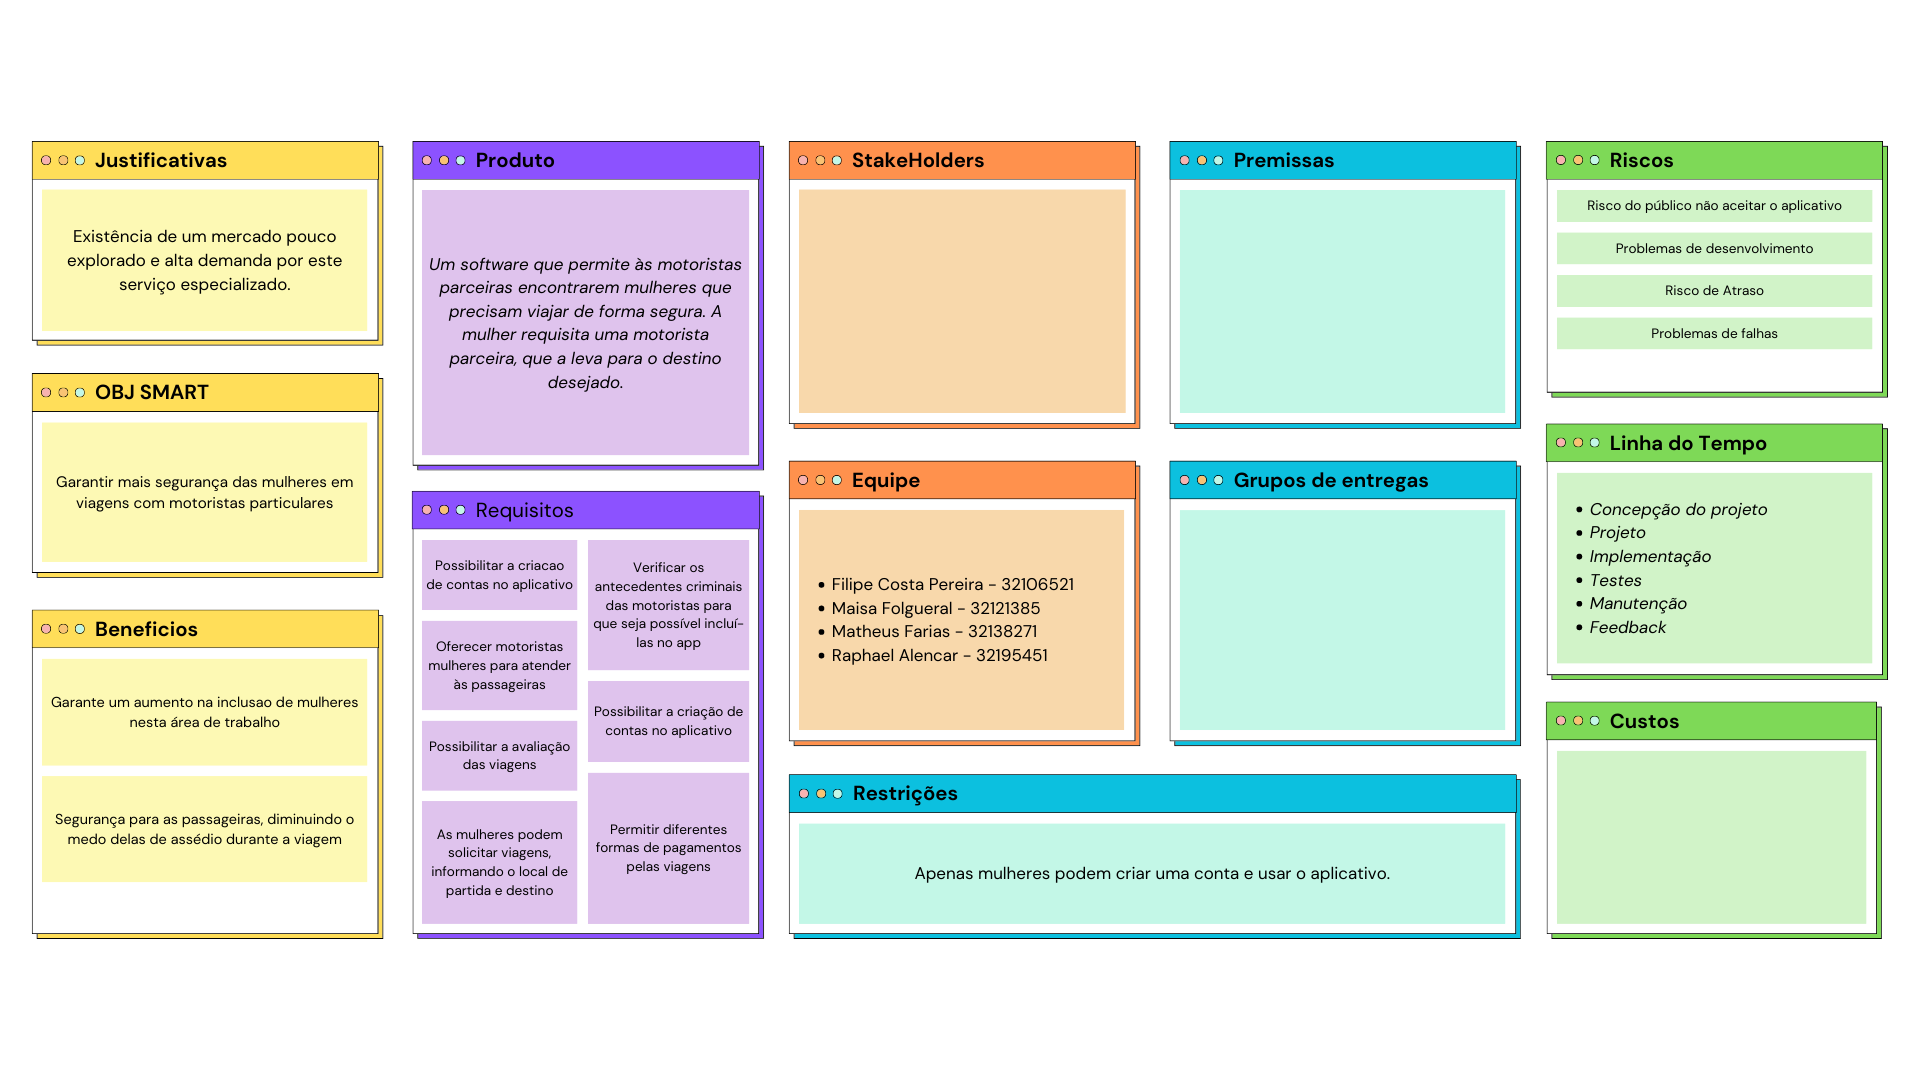 Justificativas
Existência de um mercado pouco
explorado e alta demanda por este
serviço especializado.
OBJ SMART
Garantir mais segurança das mulheres em
viagens com motoristas particulares
Beneficios
Garante um aumento na inclusao de mulheres
nesta área de trabalho
Segurança para as passageiras, diminuindo o
medo delas de assédio durante a viagem
Produto
Um software que permite às motoristas
parceiras encontrarem mulheres que
precisam viajar de forma segura. A
mulher requisita uma motorista
parceira, que a leva para o destino
desejado.
Requisitos
Possibilitar a criacao
de contas no aplicativo
Oferecer motoristas
mulheres para atender
às passageiras
Possibilitar a avaliação
das viagens
As mulheres podem
solicitar viagens,
informando o local de
partida e destino
Verificar os
antecedentes criminais
das motoristas para
que seja possível incluí-
las no app
Possibilitar a criação de
contas no aplicativo
Permitir diferentes
formas de pagamentos
pelas viagens
StakeHolders
Equipe
• Filipe Costa Pereira - 32106521
• Maisa Folgueral - 32121385
• Matheus Farias - 32138271
• Raphael Alencar - 32195451
Premissas
Grupos de entregas
Restrições
Apenas mulheres podem criar uma conta e usar o aplicativo.
Riscos
Risco do público não aceitar o aplicativo
Problemas de desenvolvimento
Risco de Atraso
Problemas de falhas
Linha do Tempo
• Concepção do projeto
• Projeto
• Implementação
• Testes
• Manutenção
• Feedback
Custos